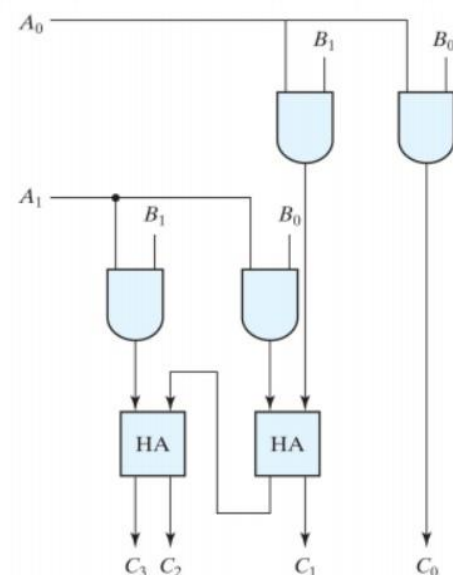 A₀ B₁ B₀
A₁ B₁ B₀
HA HA
C₃ C₂ C₁ C₀